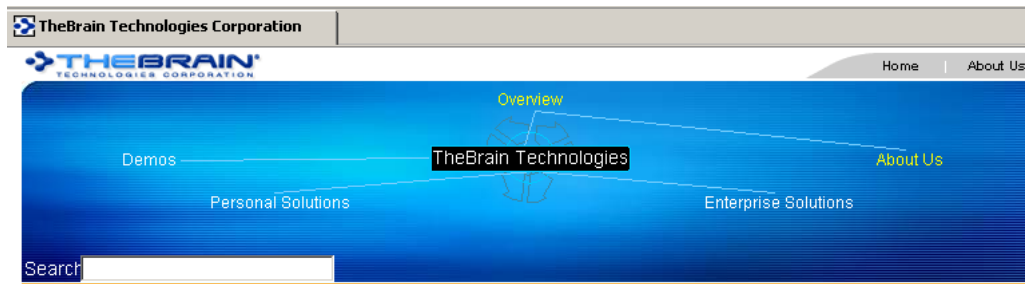 TheBrain Technologies Corporation
THEBRAIN
TECHNOLOGIES CORPORATION
Home | About Us
Overview
Demos TheBrain Technologies About Us
Personal Solutions Enterprise Solutions
Search